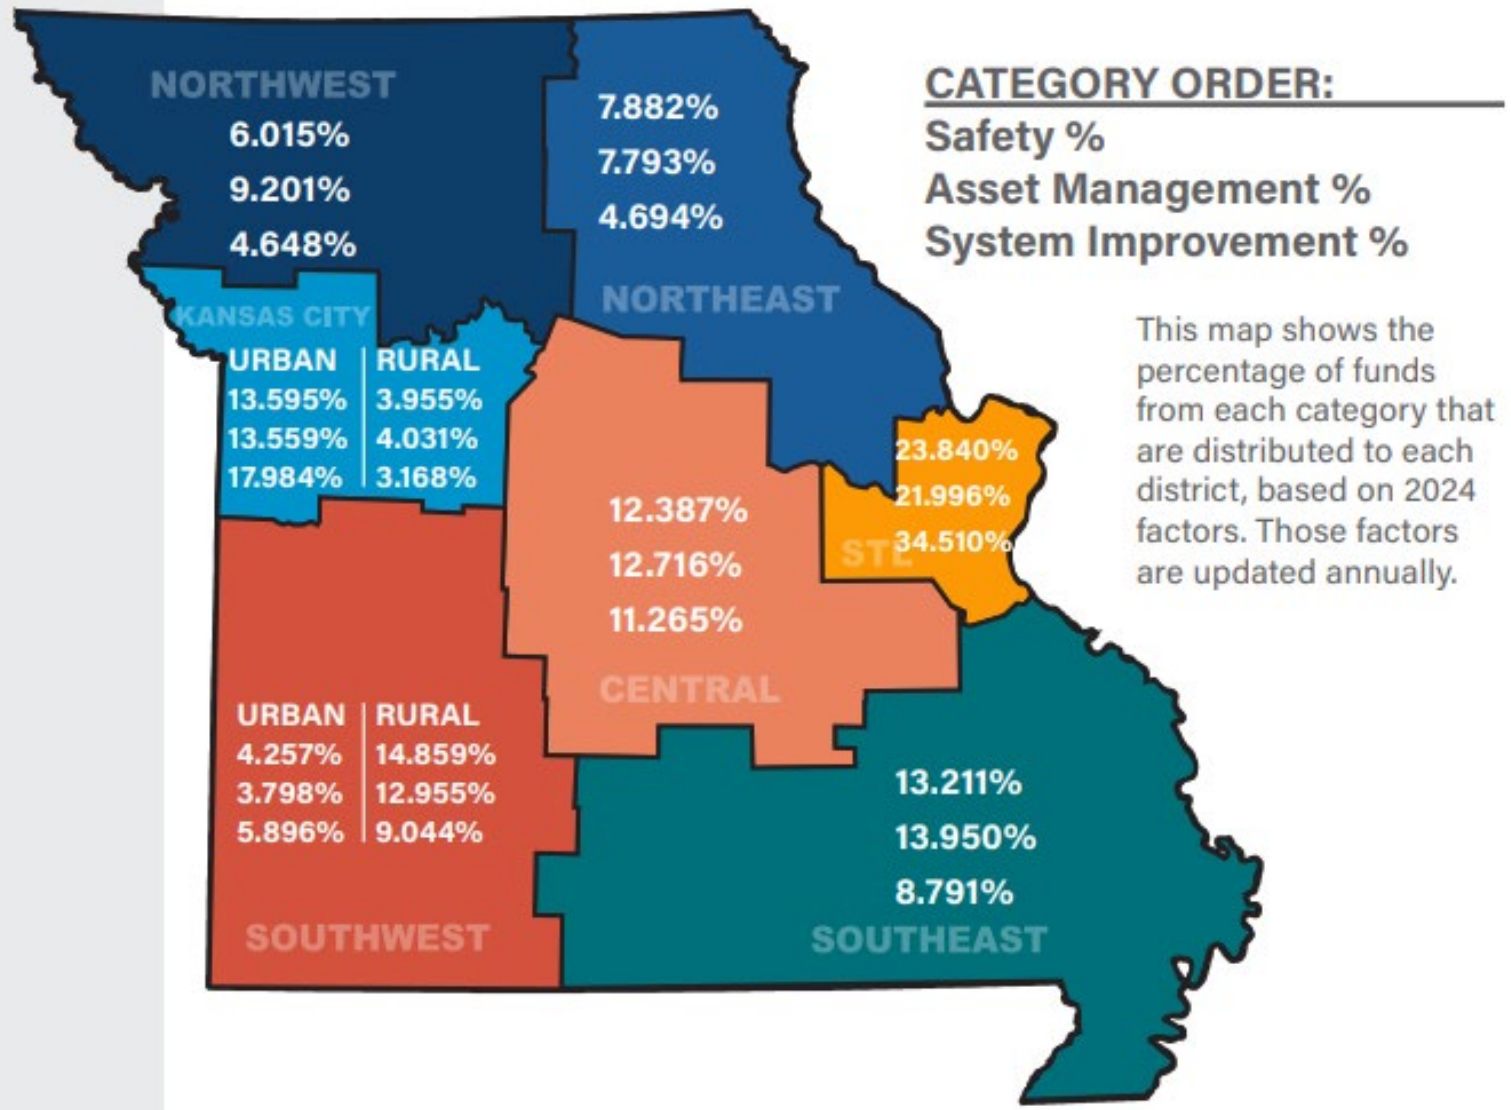 NORTHWEST
6.015%
9.201%
4.648%
7.882%
7.793%
4.694%
NORTHEAST
CATEGORY ORDER:
Safety %
Asset Management %
System Improvement %
This map shows the
percentage of funds
from each category that
are distributed to each
district, based on 2024
factors. Those factors
are updated annually.
KANSAS CITY
URBAN | RURAL
13.595% | 3.955%
13.559% | 4.031%
17.984% | 3.168%
23.840%
21.996%
34.510%
STL
12.387%
12.716%
11.265%
CENTRAL
URBAN | RURAL
4.257% | 14.859%
3.798% | 12.955%
5.896% | 9.044%
SOUTHWEST
13.211%
13.950%
8.791%
SOUTHEAST